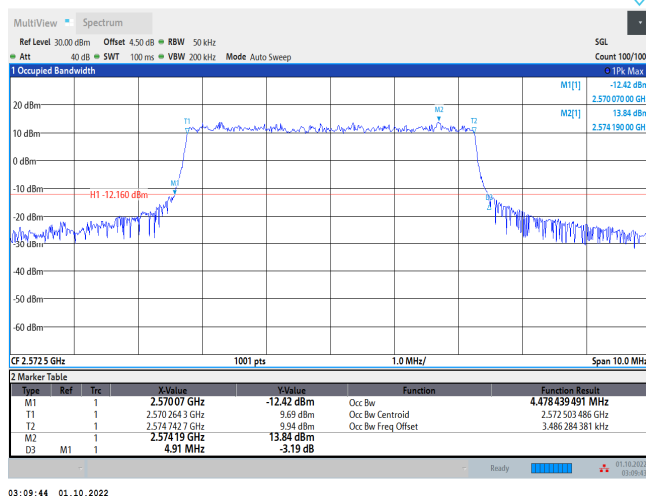 MultiView Spectrum
Ref Level 30.00 dBm Offset 4.50 dB RBW 50 kHz SGL
Att 40 dB SWT 100 ms VBW 200 kHz Mode Auto Sweep Count 100/100
1 Occupied Bandwidth 1Pk Max
M1[1] -12.42 dBm
2.570 070 00 GHz
M2[1] 13.84 dBm
2.574 190 00 GHz
20 dBm
M2
T1 T2
10 dBm
0 dBm
M1
-10 dBm
H1 -12.160 dBm
-20 dBm
-30 dBm
-40 dBm
-50 dBm
-60 dBm
CF 2.572 5 GHz 1001 pts 1.0 MHz/ Span 10.0 MHz
2 Marker Table
Type Ref Trc X-Value Y-Value Function Function Result
M1 1 2.570 07 GHz -12.42 dBm Occ Bw 4.478 439 491 MHz
T1 1 2.570 264 3 GHz 9.69 dBm Occ Bw Centroid 2.572 503 486 GHz
T2 1 2.574 742 7 GHz 9.94 dBm Occ Bw Freq Offset 3.486 284 381 kHz
M2 1 2.574 19 GHz 13.84 dBm
D3 M1 1 4.91 MHz -3.19 dB
Ready 01.10.2022
03:09:43
03:09:44 01.10.2022